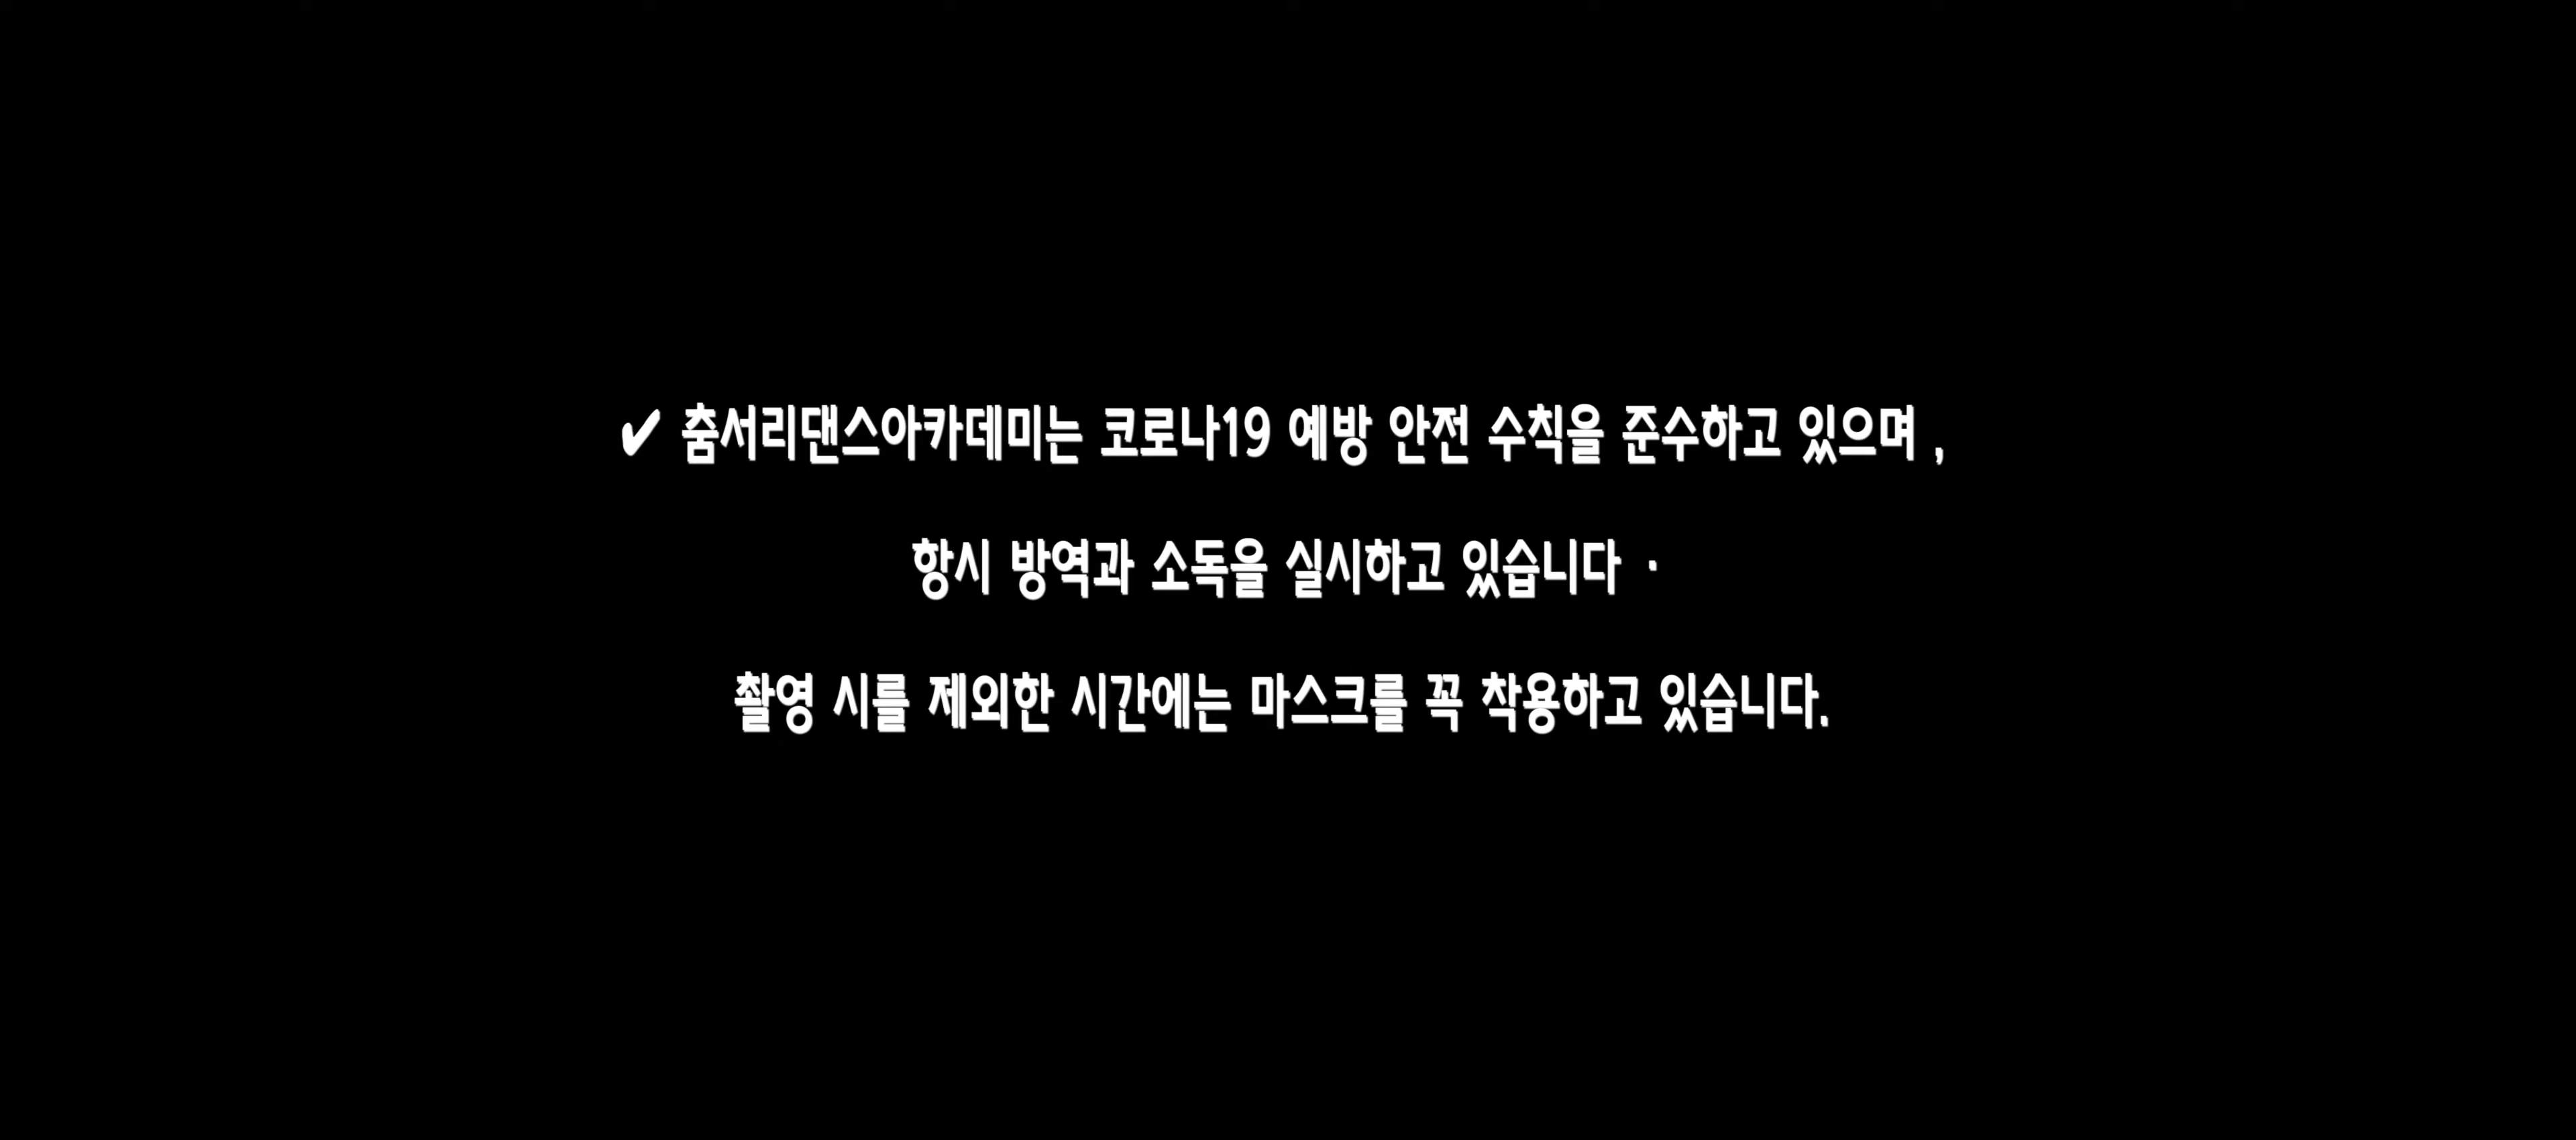 ✔ 춤서리댄스아카데미는 코로나19 예방 안전 수칙을 준수하고 있으며 ,
항시 방역과 소독을 실시하고 있습니다 ·
촬영 시를 제외한 시간에는 마스크를 꼭 착용하고 있습니다.